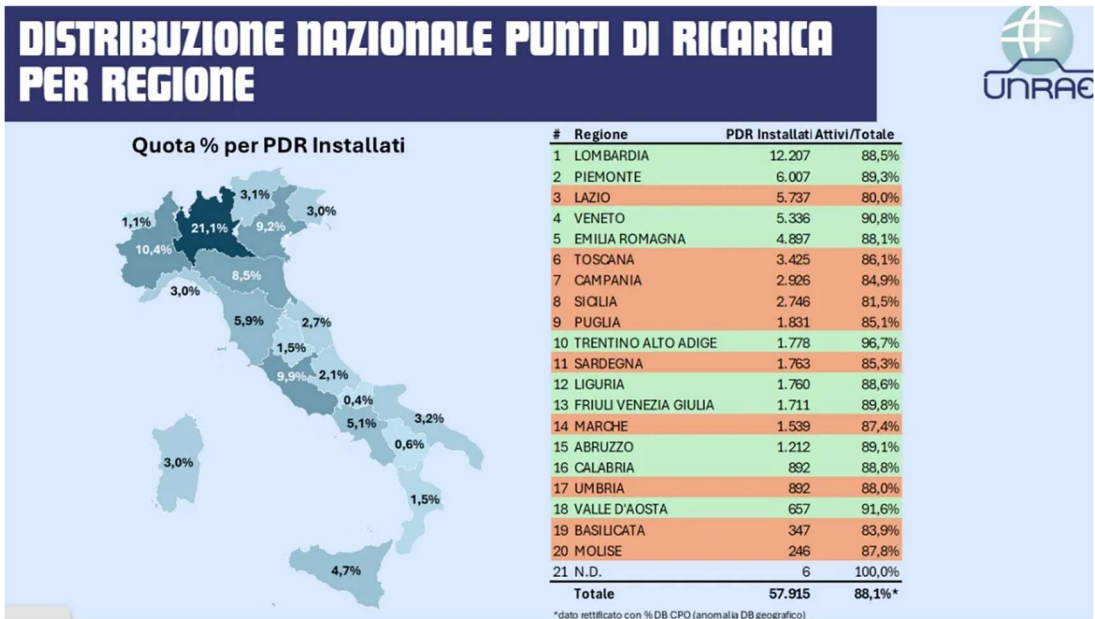 DISTRIBUZIONE NAZIONALE PUNTI DI RICARICA
PER REGIONE
UNRAE
Quota % per PDR Installati
3,1%
3,0%
1,1%
21,1%
9,2%
10,4%
8,5%
3,0%
5,9%
2,7%
1,5%
9,9%
2,1%
0,4%
5,1%
3,2%
0,6%
3,0%
1,5%
4,7%
# Regione PDR Installati Attivi/Totale
1 LOMBARDIA 12.207 88,5%
2 PIEMONTE 6.007 89,3%
3 LAZIO 5.737 80,0%
4 VENETO 5.336 90,8%
5 EMILIA ROMAGNA 4.897 88,1%
6 TOSCANA 3.425 86,1%
7 CAMPANIA 2.926 84,9%
8 SICILIA 2.746 81,5%
9 PUGLIA 1.831 85,1%
10 TRENTINO ALTO ADIGE 1.778 96,7%
11 SARDEGNA 1.763 85,3%
12 LIGURIA 1.760 88,6%
13 FRIULI VENEZIA GIULIA 1.711 89,8%
14 MARCHE 1.539 87,4%
15 ABRUZZO 1.212 89,1%
16 CALABRIA 892 88,8%
17 UMBRIA 892 88,0%
18 VALLE D'AOSTA 657 91,6%
19 BASILICATA 347 83,9%
20 MOLISE 246 87,8%
21 N.D. 6 100,0%
Totale 57.915 88,1%*
*dato rettificato con % DB CPO (anomalia DB geografico)